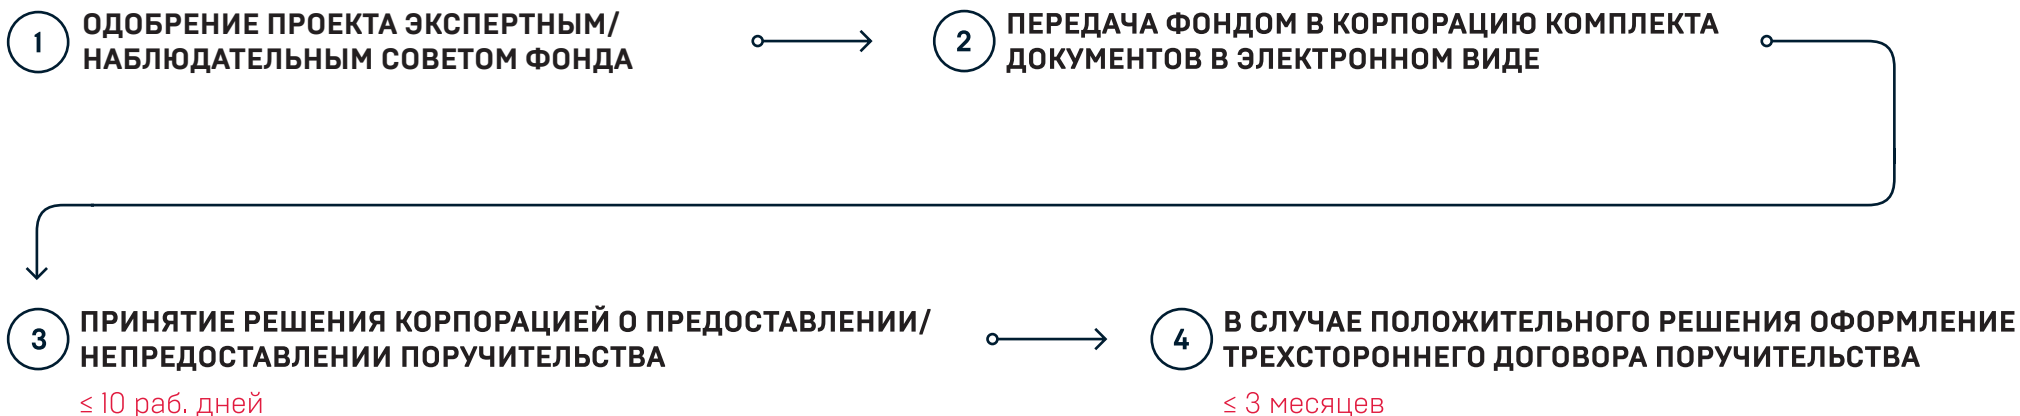 1
ОДОБРЕНИЕ ПРОЕКТА ЭКСПЕРТНЫМ/
НАБЛЮДАТЕЛЬНЫМ СОВЕТОМ ФОНДА
2
ПЕРЕДАЧА ФОНДОМ В КОРПОРАЦИЮ КОМПЛЕКТА
ДОКУМЕНТОВ В ЭЛЕКТРОННОМ ВИДЕ
3
ПРИНЯТИЕ РЕШЕНИЯ КОРПОРАЦИЕЙ О ПРЕДОСТАВЛЕНИИ/
НЕПРЕДОСТАВЛЕНИИ ПОРУЧИТЕЛЬСТВА
≤ 10 раб. дней
4
В СЛУЧАЕ ПОЛОЖИТЕЛЬНОГО РЕШЕНИЯ ОФОРМЛЕНИЕ
ТРЕХСТОРОННЕГО ДОГОВОРА ПОРУЧИТЕЛЬСТВА
≤ 3 месяцев